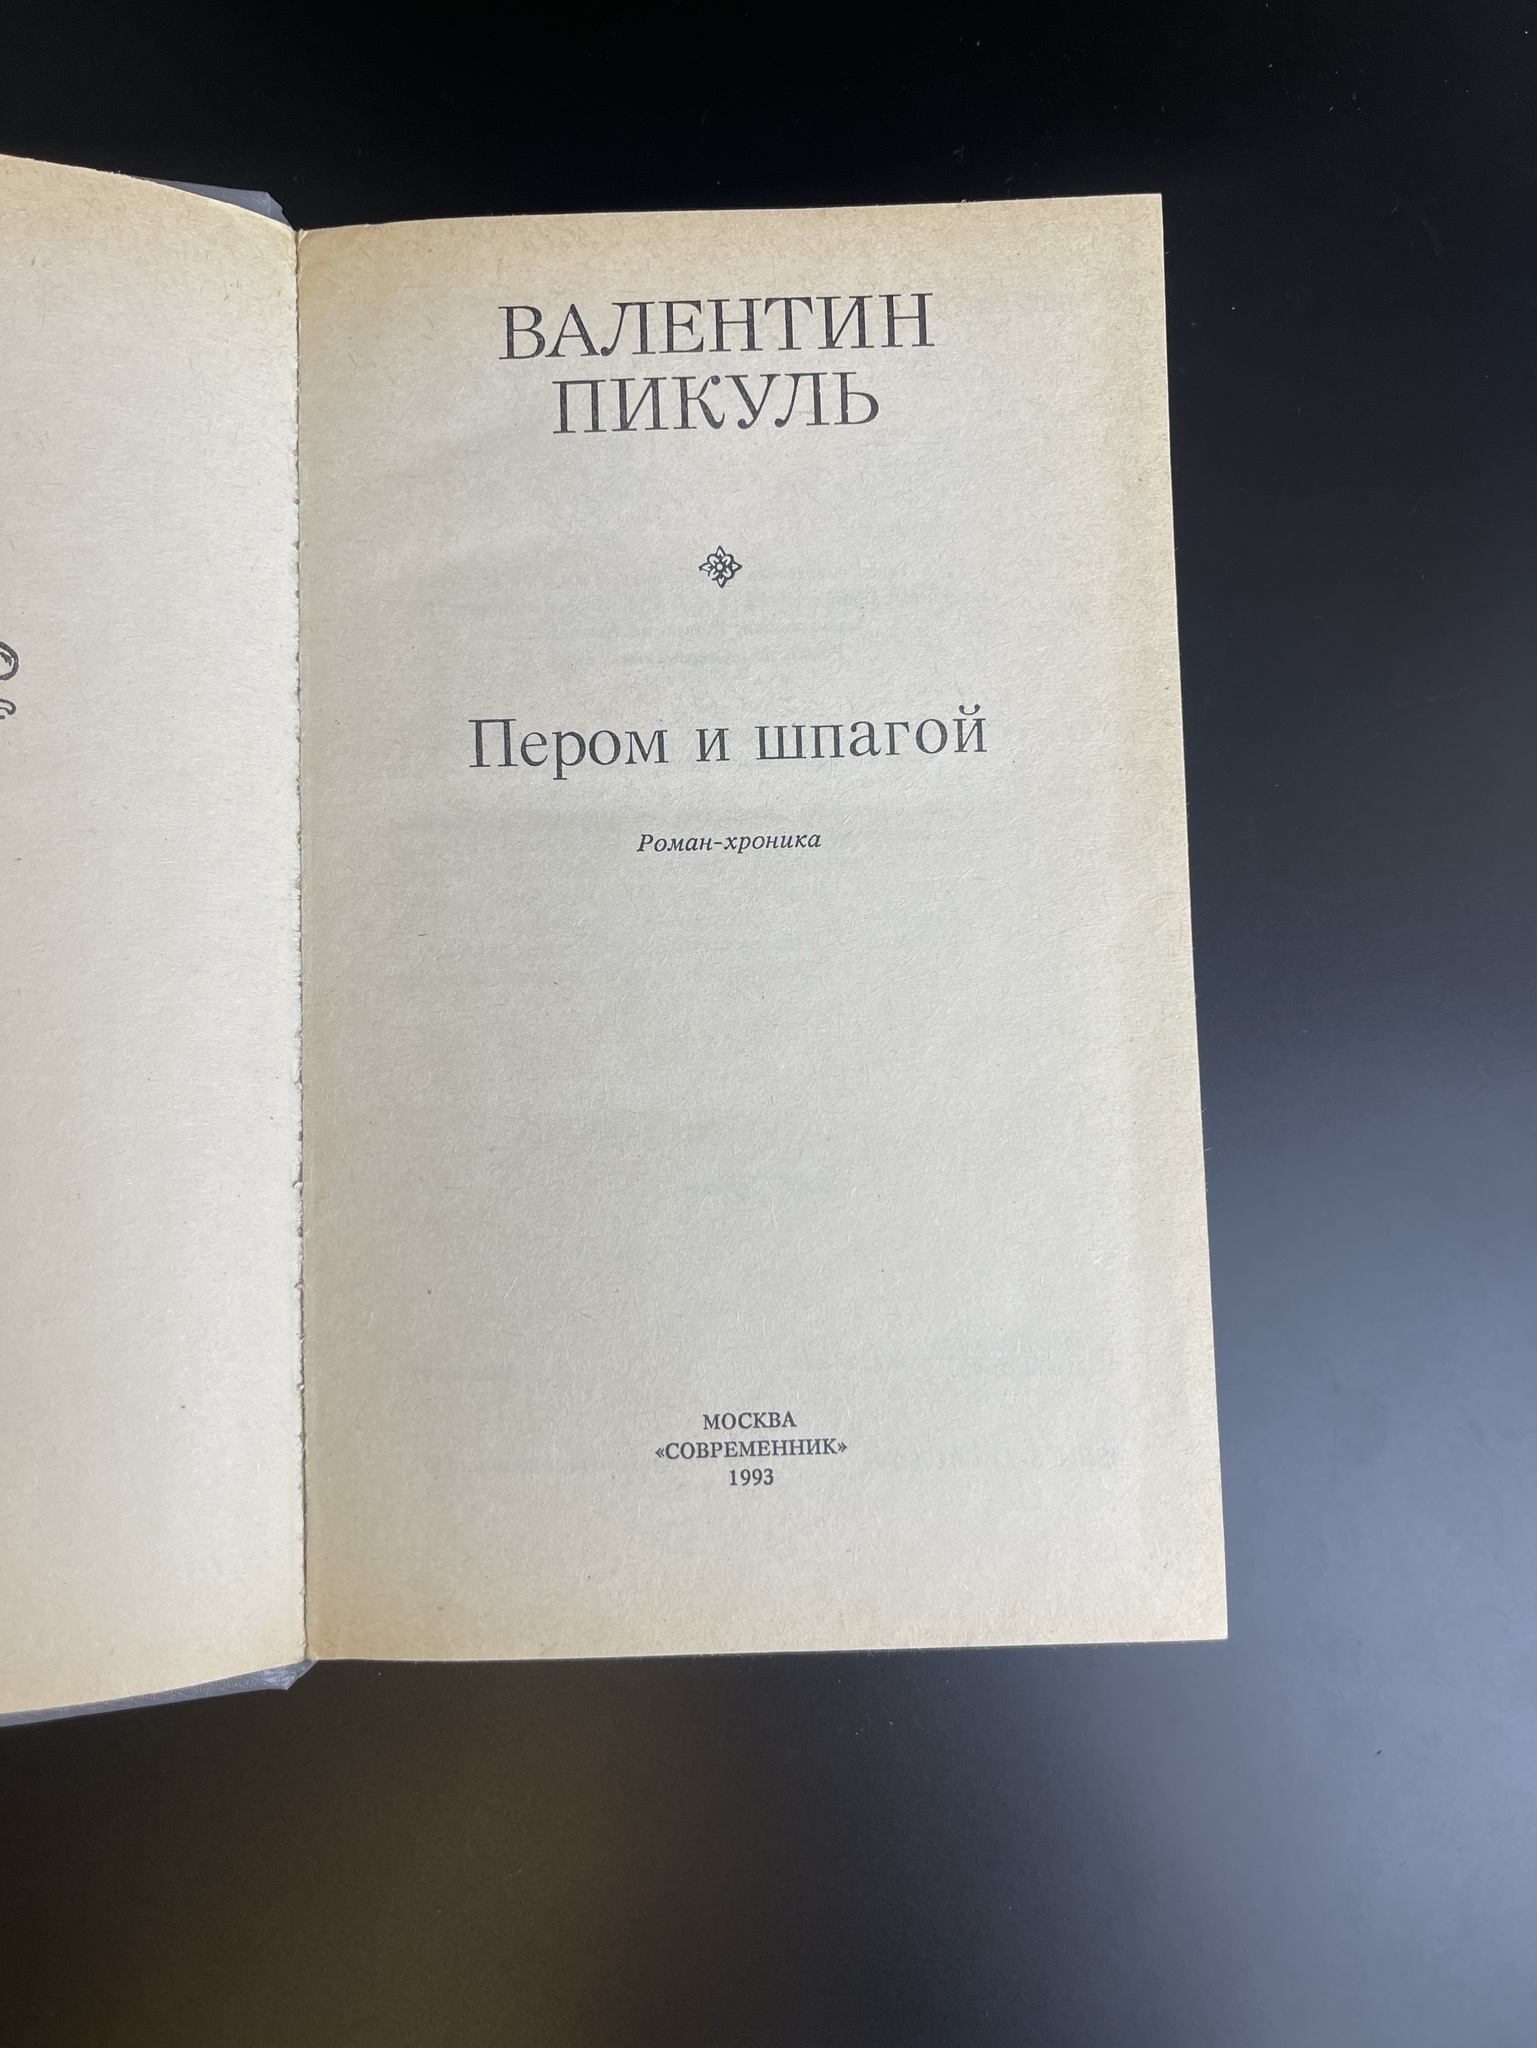 ВАЛЕНТИН
ПИКУЛЬ
Пером и шпагой
Роман-хроника
МОСКВА
«СОВРЕМЕННИК»
1993